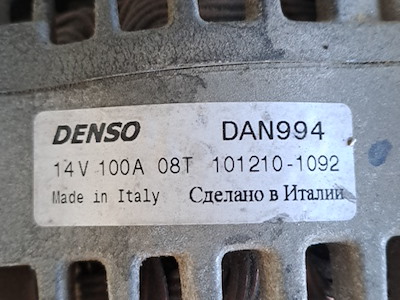 DENSO DAN994
14V 100A 08T 101210-1092
Made in Italy Сделано в Италии